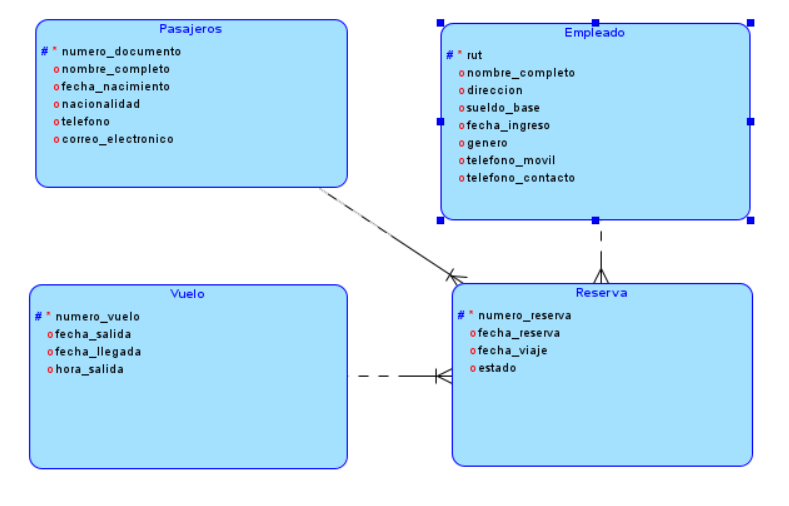 Pasajeros
# * numero_documento
o nombre_completo
o fecha_nacimiento
o nacionalidad
o telefono
o correo_electronico
Empleado
# * rut
o nombre_completo
o direccion
o sueldo_base
o fecha_ingreso
o genero
o telefono_movil
o telefono_contacto
Vuelo
# * numero_vuelo
o fecha_salida
o fecha_llegada
o hora_salida
Reserva
# * numero_reserva
o fecha_reserva
o fecha_viaje
o estado